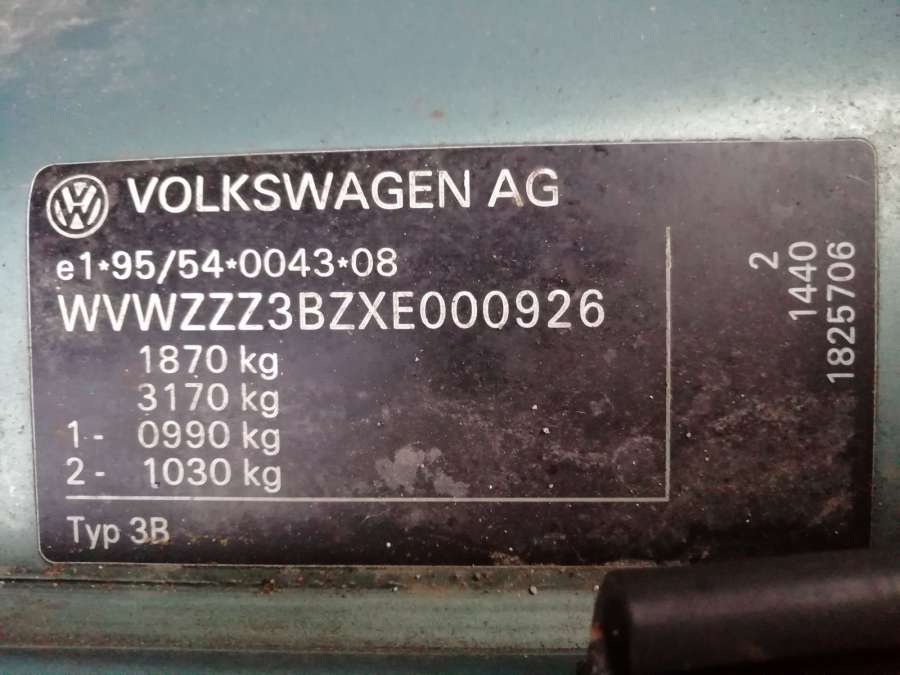 VOLKSWAGEN AG
e1*95/54*0043*08
WVWZZZ3BZXE000926
1870 kg
3170 kg
1- 0990 kg
2- 1030 kg
Typ 3B
2
1440
1825706